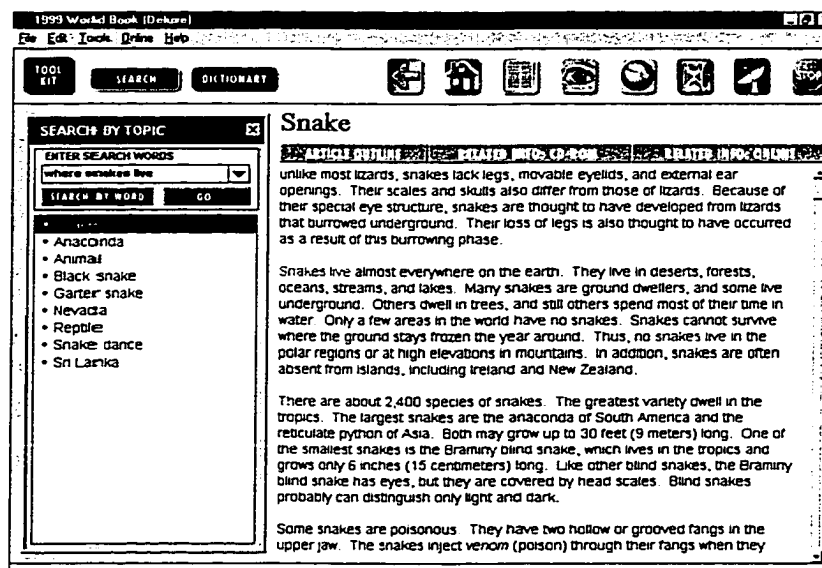 1999 World Book (Deluxe)
File Edit Tools Online Help
TOOL KIT
SEARCH
DICTIONARY
STOP
SEARCH BY TOPIC
ENTER SEARCH WORDS
where snakes live
SEARCH BY WORD
GO
• Anaconda
• Animal
• Black snake
• Garter snake
• Nevada
• Reptile
• Snake dance
• Sri Lanka
Snake
ARTICLE OUTLINE
RELATED INFO: CD-ROM
RELATED INFO: ONLINE
unlike most lizards, snakes lack legs, movable eyelids, and external ear
openings. Their scales and skulls also differ from those of lizards. Because of
their special eye structure, snakes are thought to have developed from lizards
that burrowed underground. Their loss of legs is also thought to have occurred
as a result of this burrowing phase.
Snakes live almost everywhere on the earth. They live in deserts, forests,
oceans, streams, and lakes. Many snakes are ground dwellers, and some live
underground. Others dwell in trees, and still others spend most of their time in
water. Only a few areas in the world have no snakes. Snakes cannot survive
where the ground stays frozen the year around. Thus, no snakes live in the
polar regions or at high elevations in mountains. In addition, snakes are often
absent from islands, including Ireland and New Zealand.
There are about 2,400 species of snakes. The greatest variety dwell in the
tropics. The largest snakes are the anaconda of South America and the
reticulate python of Asia. Both may grow up to 30 feet (9 meters) long. One of
the smallest snakes is the Braminy blind snake, which lives in the tropics and
grows only 6 inches (15 centimeters) long. Like other blind snakes, the Braminy
blind snake has eyes, but they are covered by head scales. Blind snakes
probably can distinguish only light and dark.
Some snakes are poisonous. They have two hollow or grooved fangs in the
upper jaw. The snakes inject venom (poison) through their fangs when they